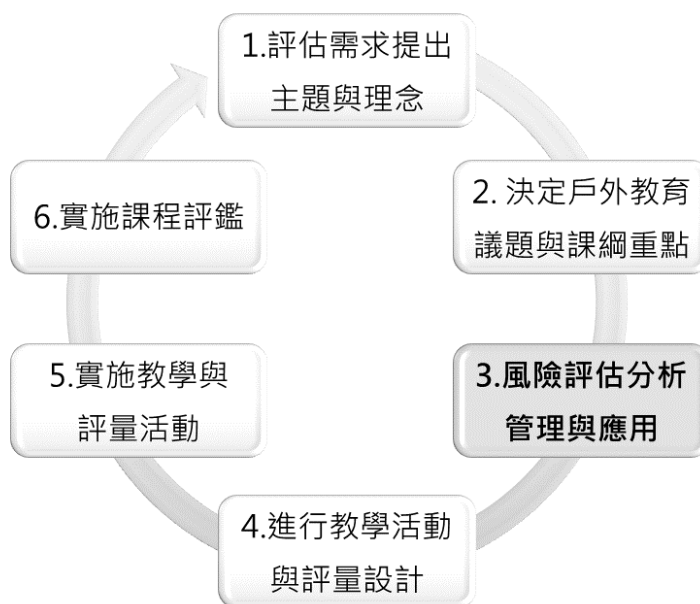 1.評估需求提出
主題與理念
2. 決定戶外教育
議題與課綱重點
3.風險評估分析
管理與應用
4.進行教學活動
與評量設計
5.實施教學與
評量活動
6.實施課程評鑑